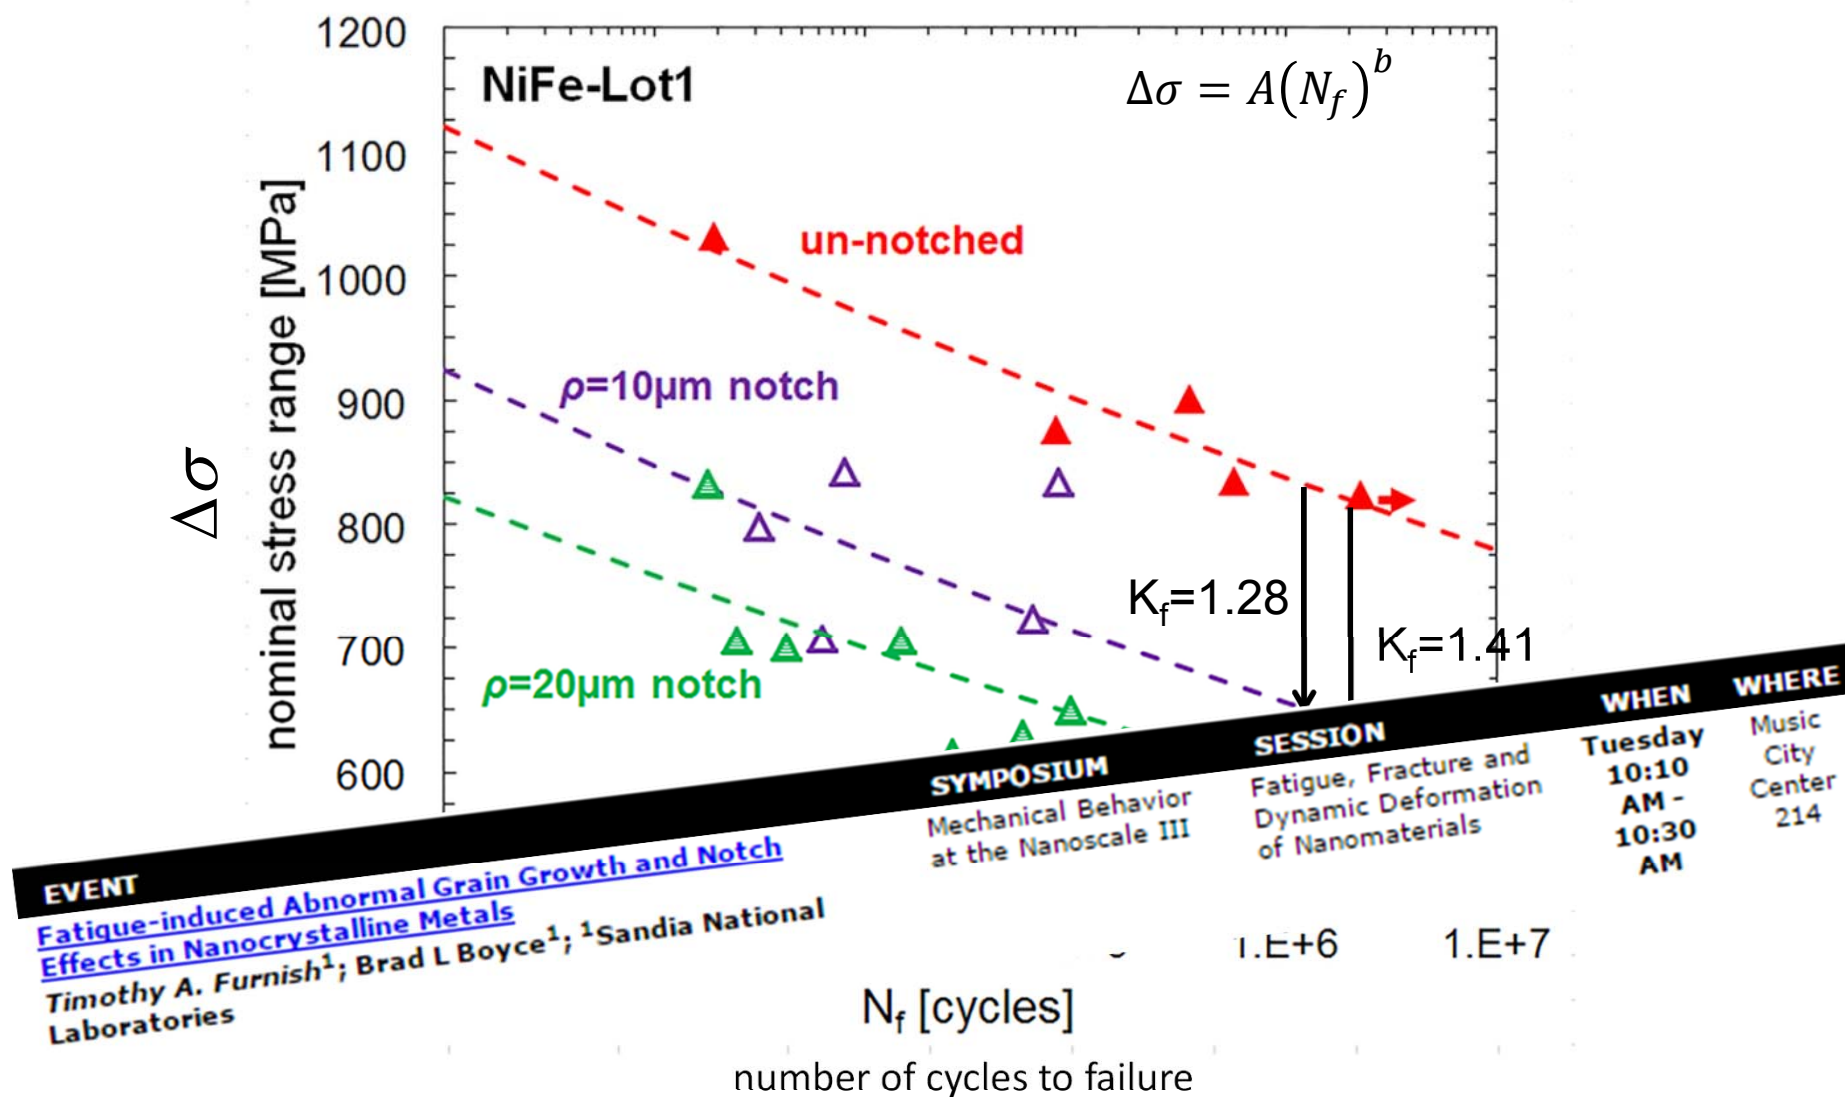 1200
NiFe-Lot1
Δσ = A(N_f)^b
1100
un-notched
1000
ρ=10µm notch
900
800
700
600
nominal stress range [MPa]
Δσ
K_f=1.28
K_f=1.41
ρ=20µm notch
EVENT
SYMPOSIUM
SESSION
WHEN
WHERE
Fatigue-induced Abnormal Grain Growth and Notch
Effects in Nanocrystalline Metals
Timothy A. Furnish¹; Brad L Boyce¹; ¹Sandia National
Laboratories
Mechanical Behavior
at the Nanoscale III
Fatigue, Fracture and
Dynamic Deformation
of Nanomaterials
Tuesday
10:10
AM -
10:30
AM
Music
City
Center
214
1.E+6
1.E+7
N_f [cycles]
number of cycles to failure